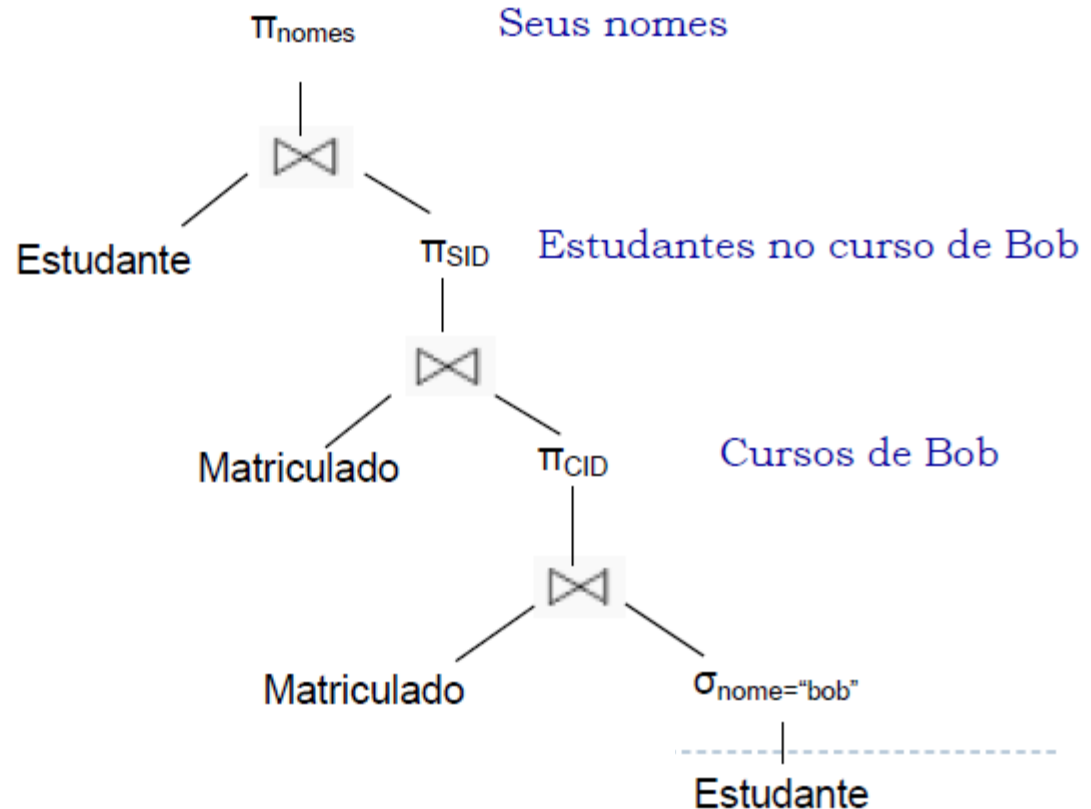 πnomes Seus nomes
⋈
Estudante πSID Estudantes no curso de Bob
⋈
Matriculado πCID Cursos de Bob
⋈
Matriculado σnome=“bob”
Estudante